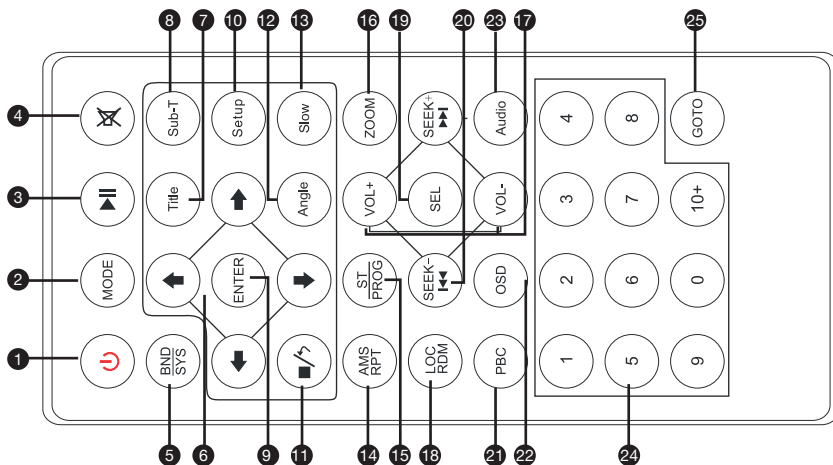 8 7 10 12 13 16 19 20 23 17 25
4
3
2
1
MODE
BND
SYS
Title
Sub-T
ENTER
Setup
Angle
Slow
AMS
RPT
ST
PROG
VOL+
ZOOM
LOC
RDM
SEEK-
SEL
SEEK+
PBC
OSD
VOL-
Audio
1 2 3 4
5 6 7 8
9 0 10+ GOTO
5 6 9 11 14 15 18 21 22 24